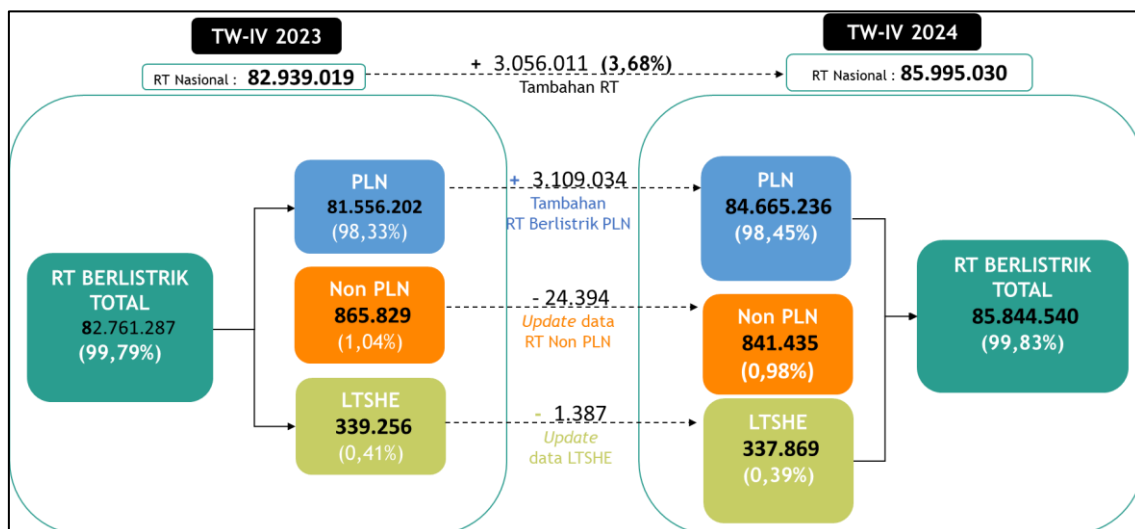 TW-IV 2023
RT Nasional : 82.939.019
+ 3.056.011 (3,68%)
Tambahan RT
TW-IV 2024
RT Nasional : 85.995.030
RT BERLISTRIK
TOTAL
82.761.287
(99,79%)
PLN
81.556.202
(98,33%)
Non PLN
865.829
(1,04%)
LTSHE
339.256
(0,41%)
+ 3.109.034
Tambahan
RT Berlistrik PLN
- 24.394
Update data
RT Non PLN
- 1.387
Update
data LTSHE
PLN
84.665.236
(98,45%)
Non PLN
841.435
(0,98%)
LTSHE
337.869
(0,39%)
RT BERLISTRIK
TOTAL
85.844.540
(99,83%)